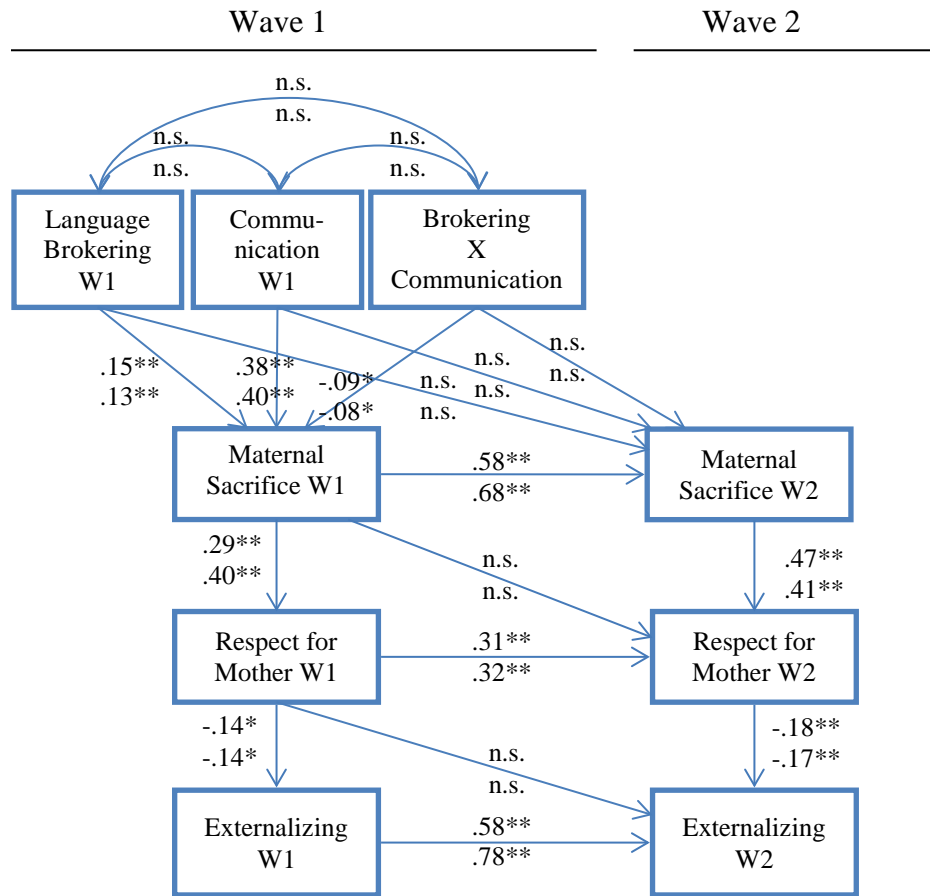 Wave 1
Wave 2
n.s.
n.s.
n.s.
n.s.
n.s.
n.s.
Language
Brokering
W1
Commu-
nication
W1
Brokering
X
Communication
.15**
.13**
.38**
.40**
-.09*
-.08*
n.s.
n.s.
n.s.
n.s.
n.s.
n.s.
Maternal
Sacrifice W1
.58**
.68**
Maternal
Sacrifice W2
.29**
.40**
n.s.
n.s.
.47**
.41**
Respect for
Mother W1
.31**
.32**
Respect for
Mother W2
-.14*
-.14*
n.s.
n.s.
-.18**
-.17**
Externalizing
W1
.58**
.78**
Externalizing
W2